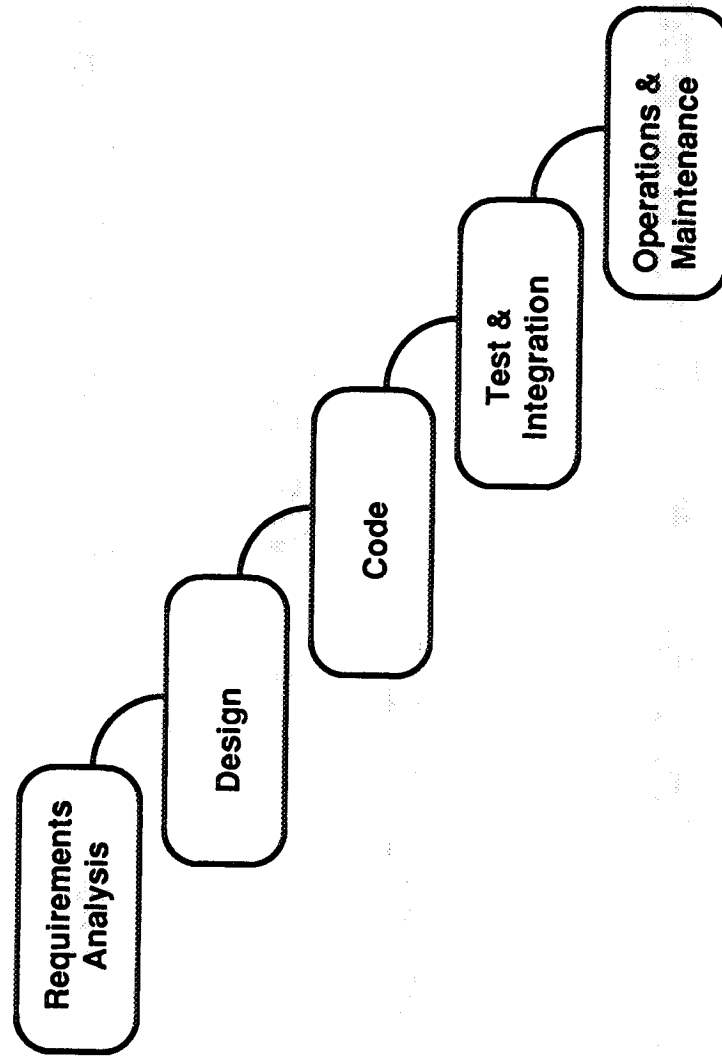 Requirements
Analysis
Design
Code
Test &
Integration
Operations &
Maintenance